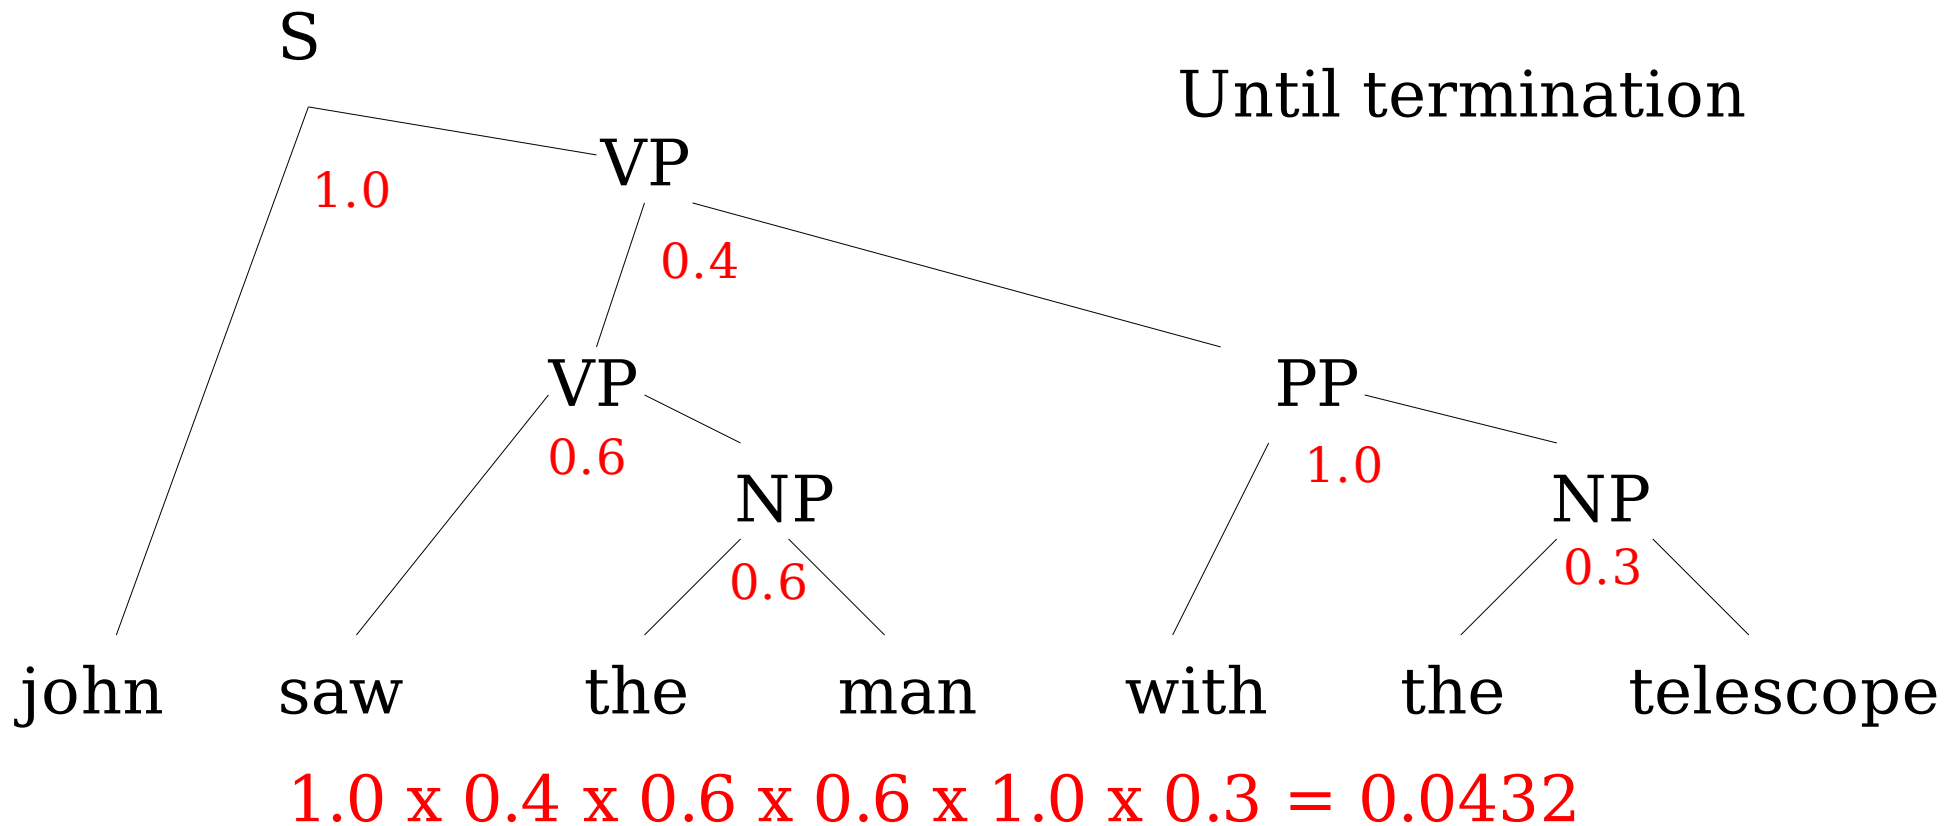 S
Until termination
VP
1.0
0.4
VP
PP
0.6
1.0
NP
NP
0.6
0.3
john saw the man with the telescope
1.0 x 0.4 x 0.6 x 0.6 x 1.0 x 0.3 = 0.0432